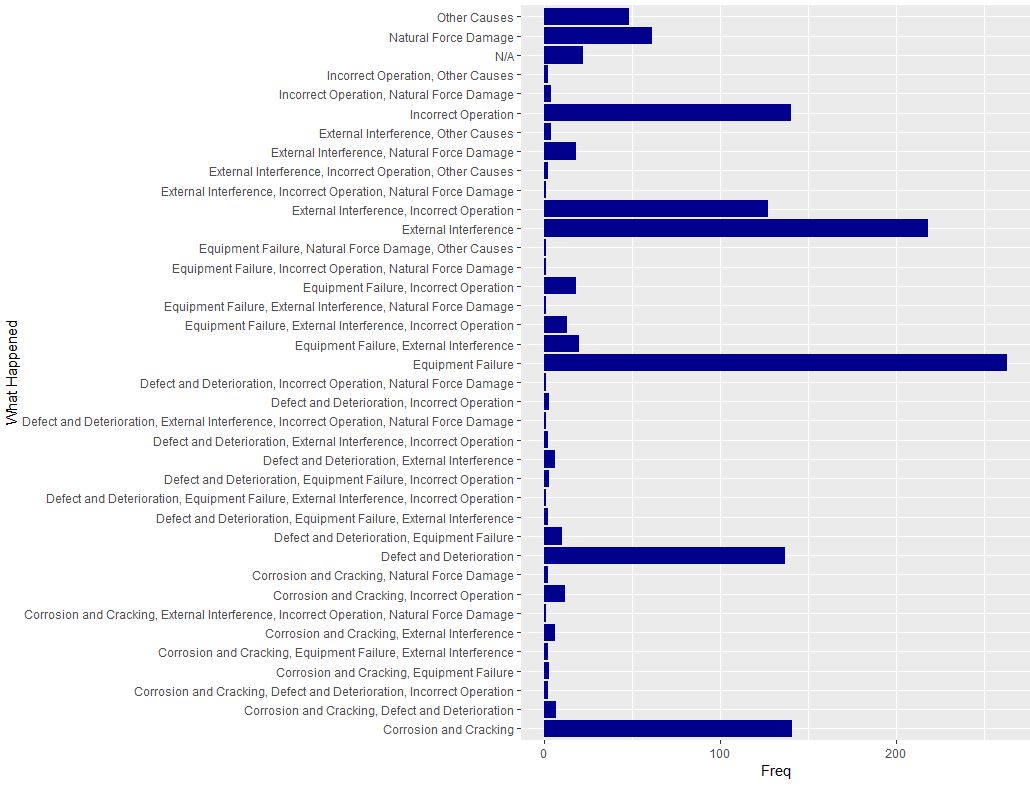 Other Causes
Natural Force Damage
N/A
Incorrect Operation, Other Causes
Incorrect Operation, Natural Force Damage
Incorrect Operation
External Interference, Other Causes
External Interference, Natural Force Damage
External Interference, Incorrect Operation, Other Causes
External Interference, Incorrect Operation, Natural Force Damage
External Interference, Incorrect Operation
External Interference
Equipment Failure, Natural Force Damage, Other Causes
Equipment Failure, Incorrect Operation, Natural Force Damage
Equipment Failure, Incorrect Operation
Equipment Failure, External Interference, Natural Force Damage
Equipment Failure, External Interference, Incorrect Operation
Equipment Failure, External Interference
Equipment Failure
Defect and Deterioration, Incorrect Operation, Natural Force Damage
Defect and Deterioration, Incorrect Operation
Defect and Deterioration, External Interference, Incorrect Operation, Natural Force Damage
Defect and Deterioration, External Interference, Incorrect Operation
Defect and Deterioration, External Interference
Defect and Deterioration, Equipment Failure, Incorrect Operation
Defect and Deterioration, Equipment Failure, External Interference, Incorrect Operation
Defect and Deterioration, Equipment Failure, External Interference
Defect and Deterioration, Equipment Failure
Defect and Deterioration
Corrosion and Cracking, Natural Force Damage
Corrosion and Cracking, Incorrect Operation
Corrosion and Cracking, External Interference, Incorrect Operation, Natural Force Damage
Corrosion and Cracking, External Interference
Corrosion and Cracking, Equipment Failure, External Interference
Corrosion and Cracking, Equipment Failure
Corrosion and Cracking, Defect and Deterioration, Incorrect Operation
Corrosion and Cracking, Defect and Deterioration
Corrosion and Cracking
What Happened
0 100 200
Freq